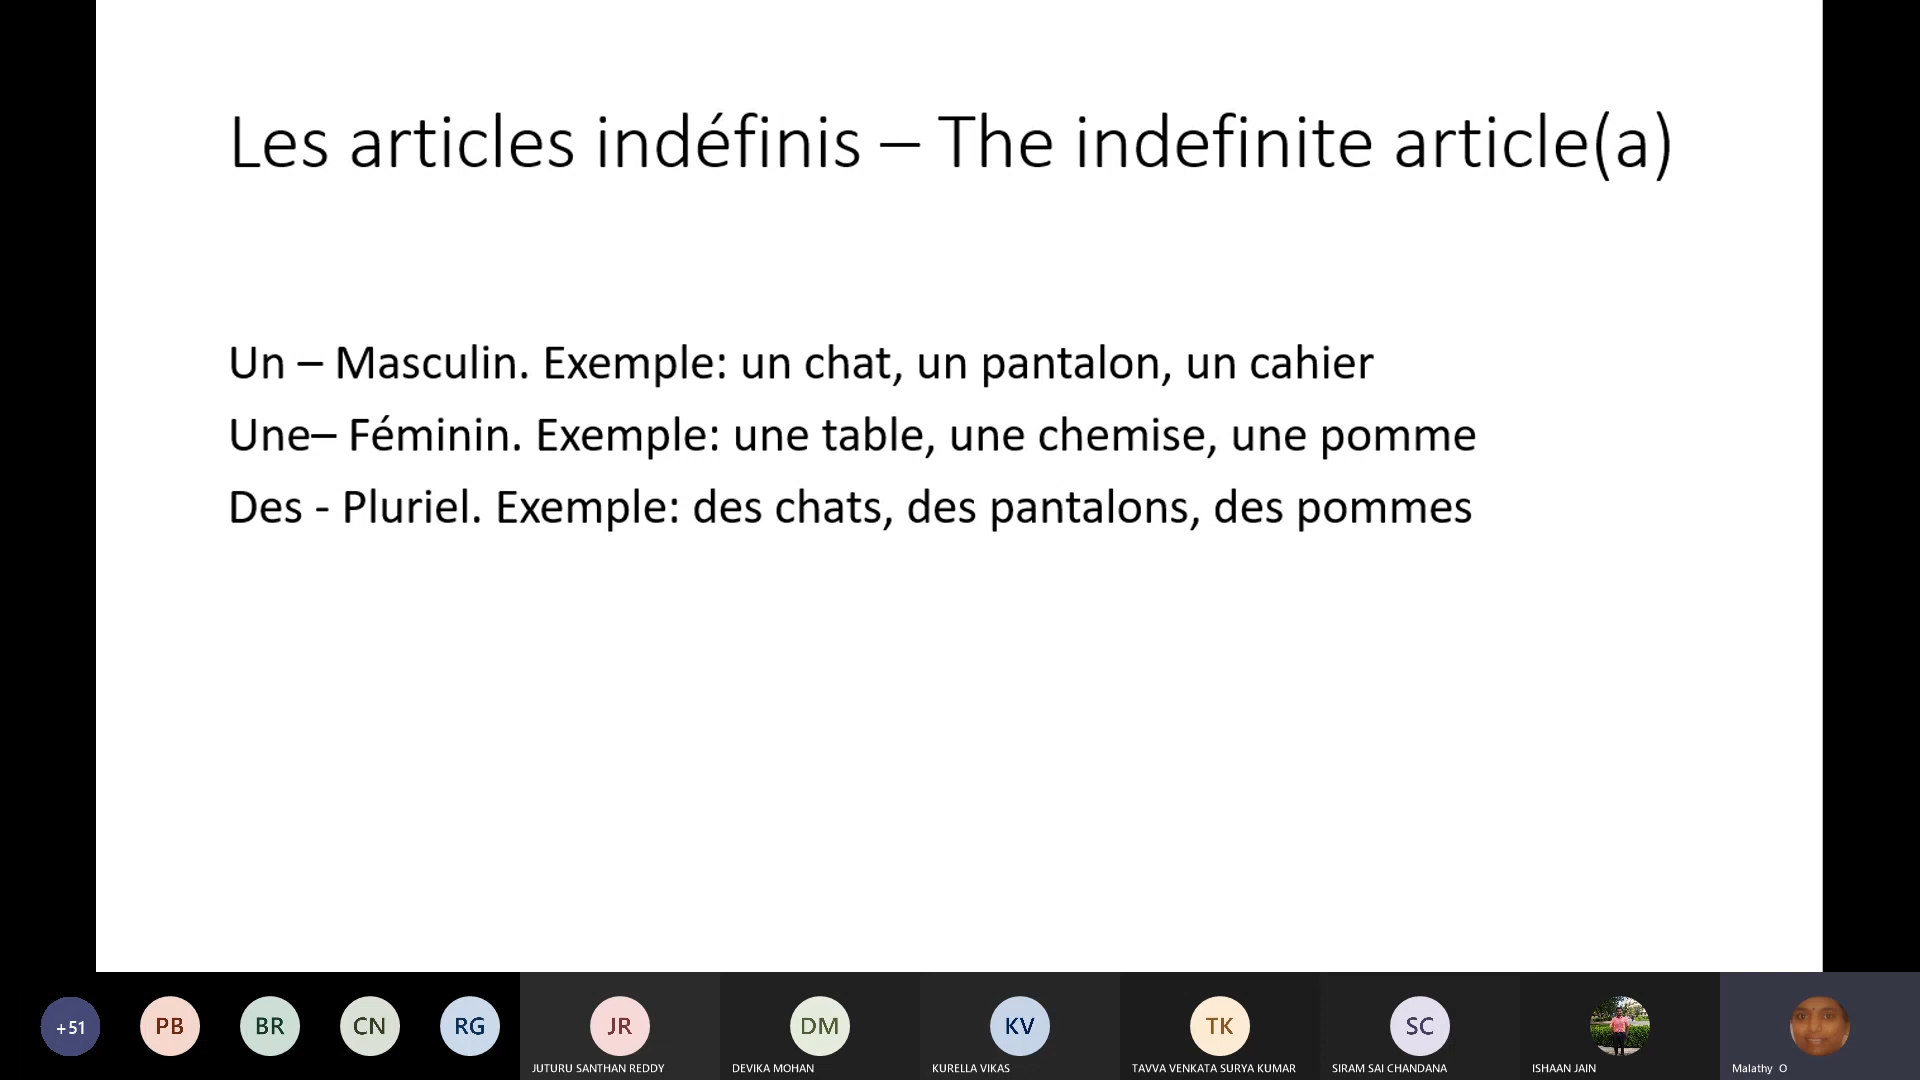 Les articles indéfinis – The indefinite article(a)
Un – Masculin. Exemple: un chat, un pantalon, un cahier
Une– Féminin. Exemple: une table, une chemise, une pomme
Des - Pluriel. Exemple: des chats, des pantalons, des pommes
+51 PB BR CN RG JR DM KV TK SC
JUTURU SANTHAN REDDY DEVIKA MOHAN KURELLA VIKAS TAVVA VENKATA SURYA KUMAR SIRAM SAI CHANDANA ISHAAN JAIN Malathy O